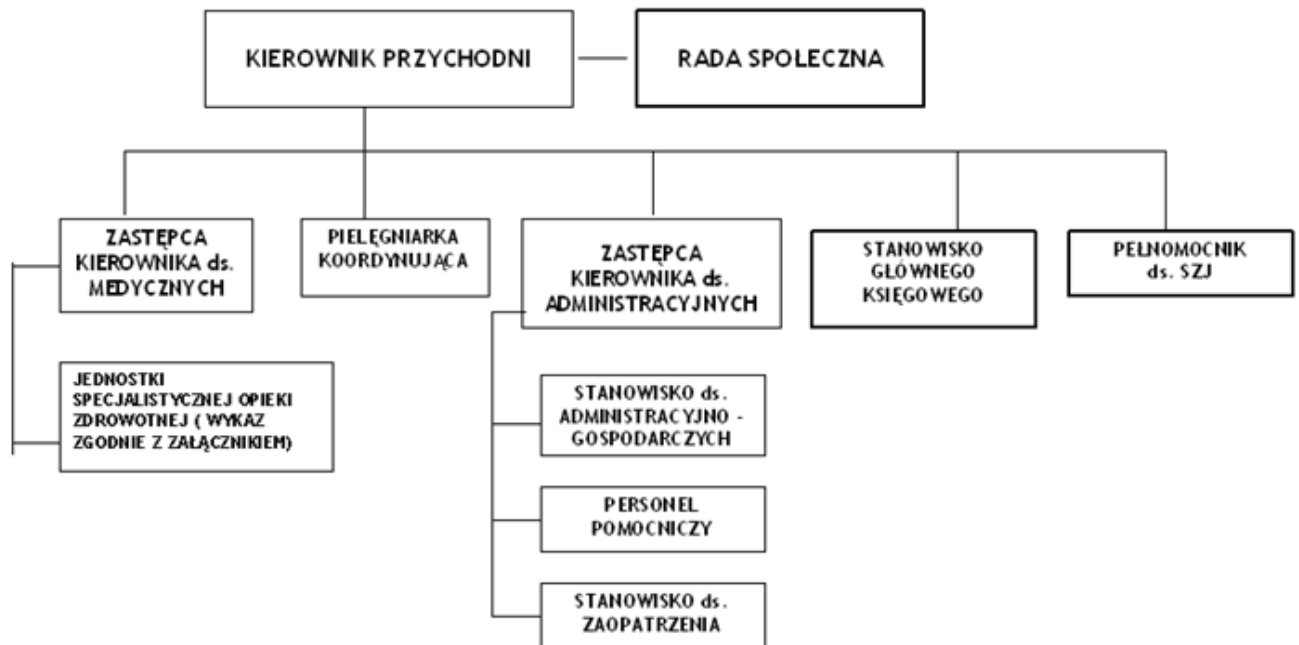 KIEROWNIK PRZYCHODNI
RADA SPOŁECZNA
ZASTĘPCA
KIEROWNIKA ds.
MEDYCZNYCH
PIELĘGNIARKA
KOORDYNUJĄCA
ZASTĘPCA
KIEROWNIKA ds.
ADMINISTRACYJNYCH
STANOWISKO
GŁÓWNEGO
KSIĘGOWEGO
PEŁNOMOCNIK
ds. SZJ
JEDNOSTKI
SPECJALISTYCZNEJ OPIEKI
ZDROWOTNEJ ( WYKAZ
ZGODNIE Z ZAŁĄCZNIKIEM)
STANOWISKO ds.
ADMINISTRACYJNO -
GOSPODARCZYCH
PERSONEL
POMOCNICZY
STANOWISKO ds.
ZAOPATRZENIA